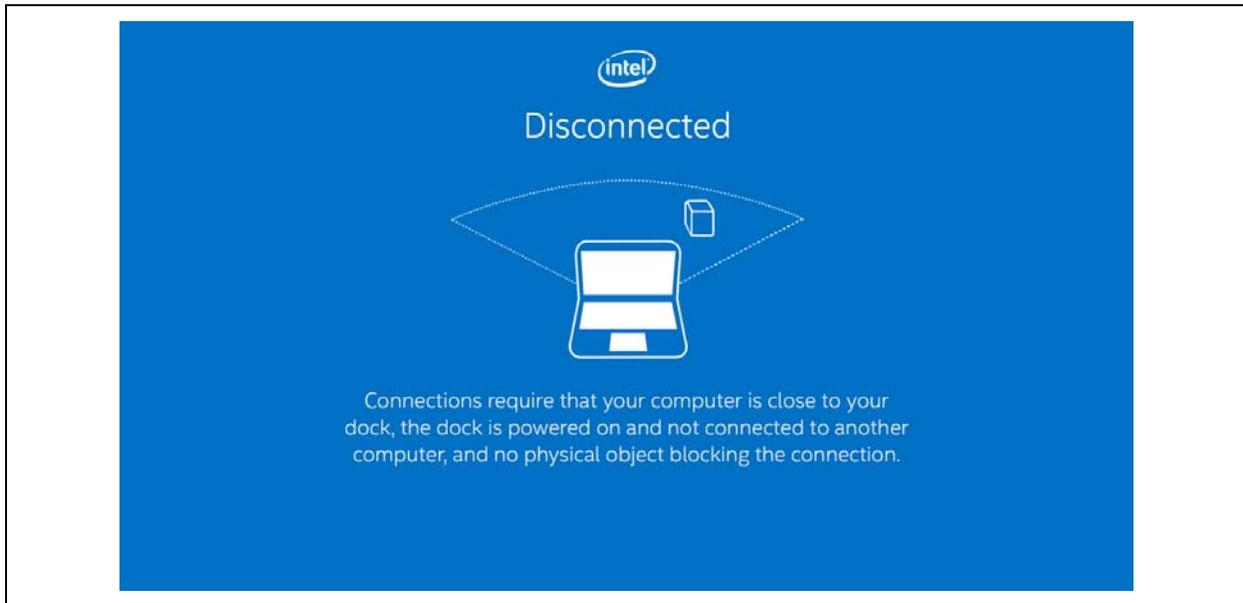 intel
Disconnected
Connections require that your computer is close to your
dock, the dock is powered on and not connected to another
computer, and no physical object blocking the connection.